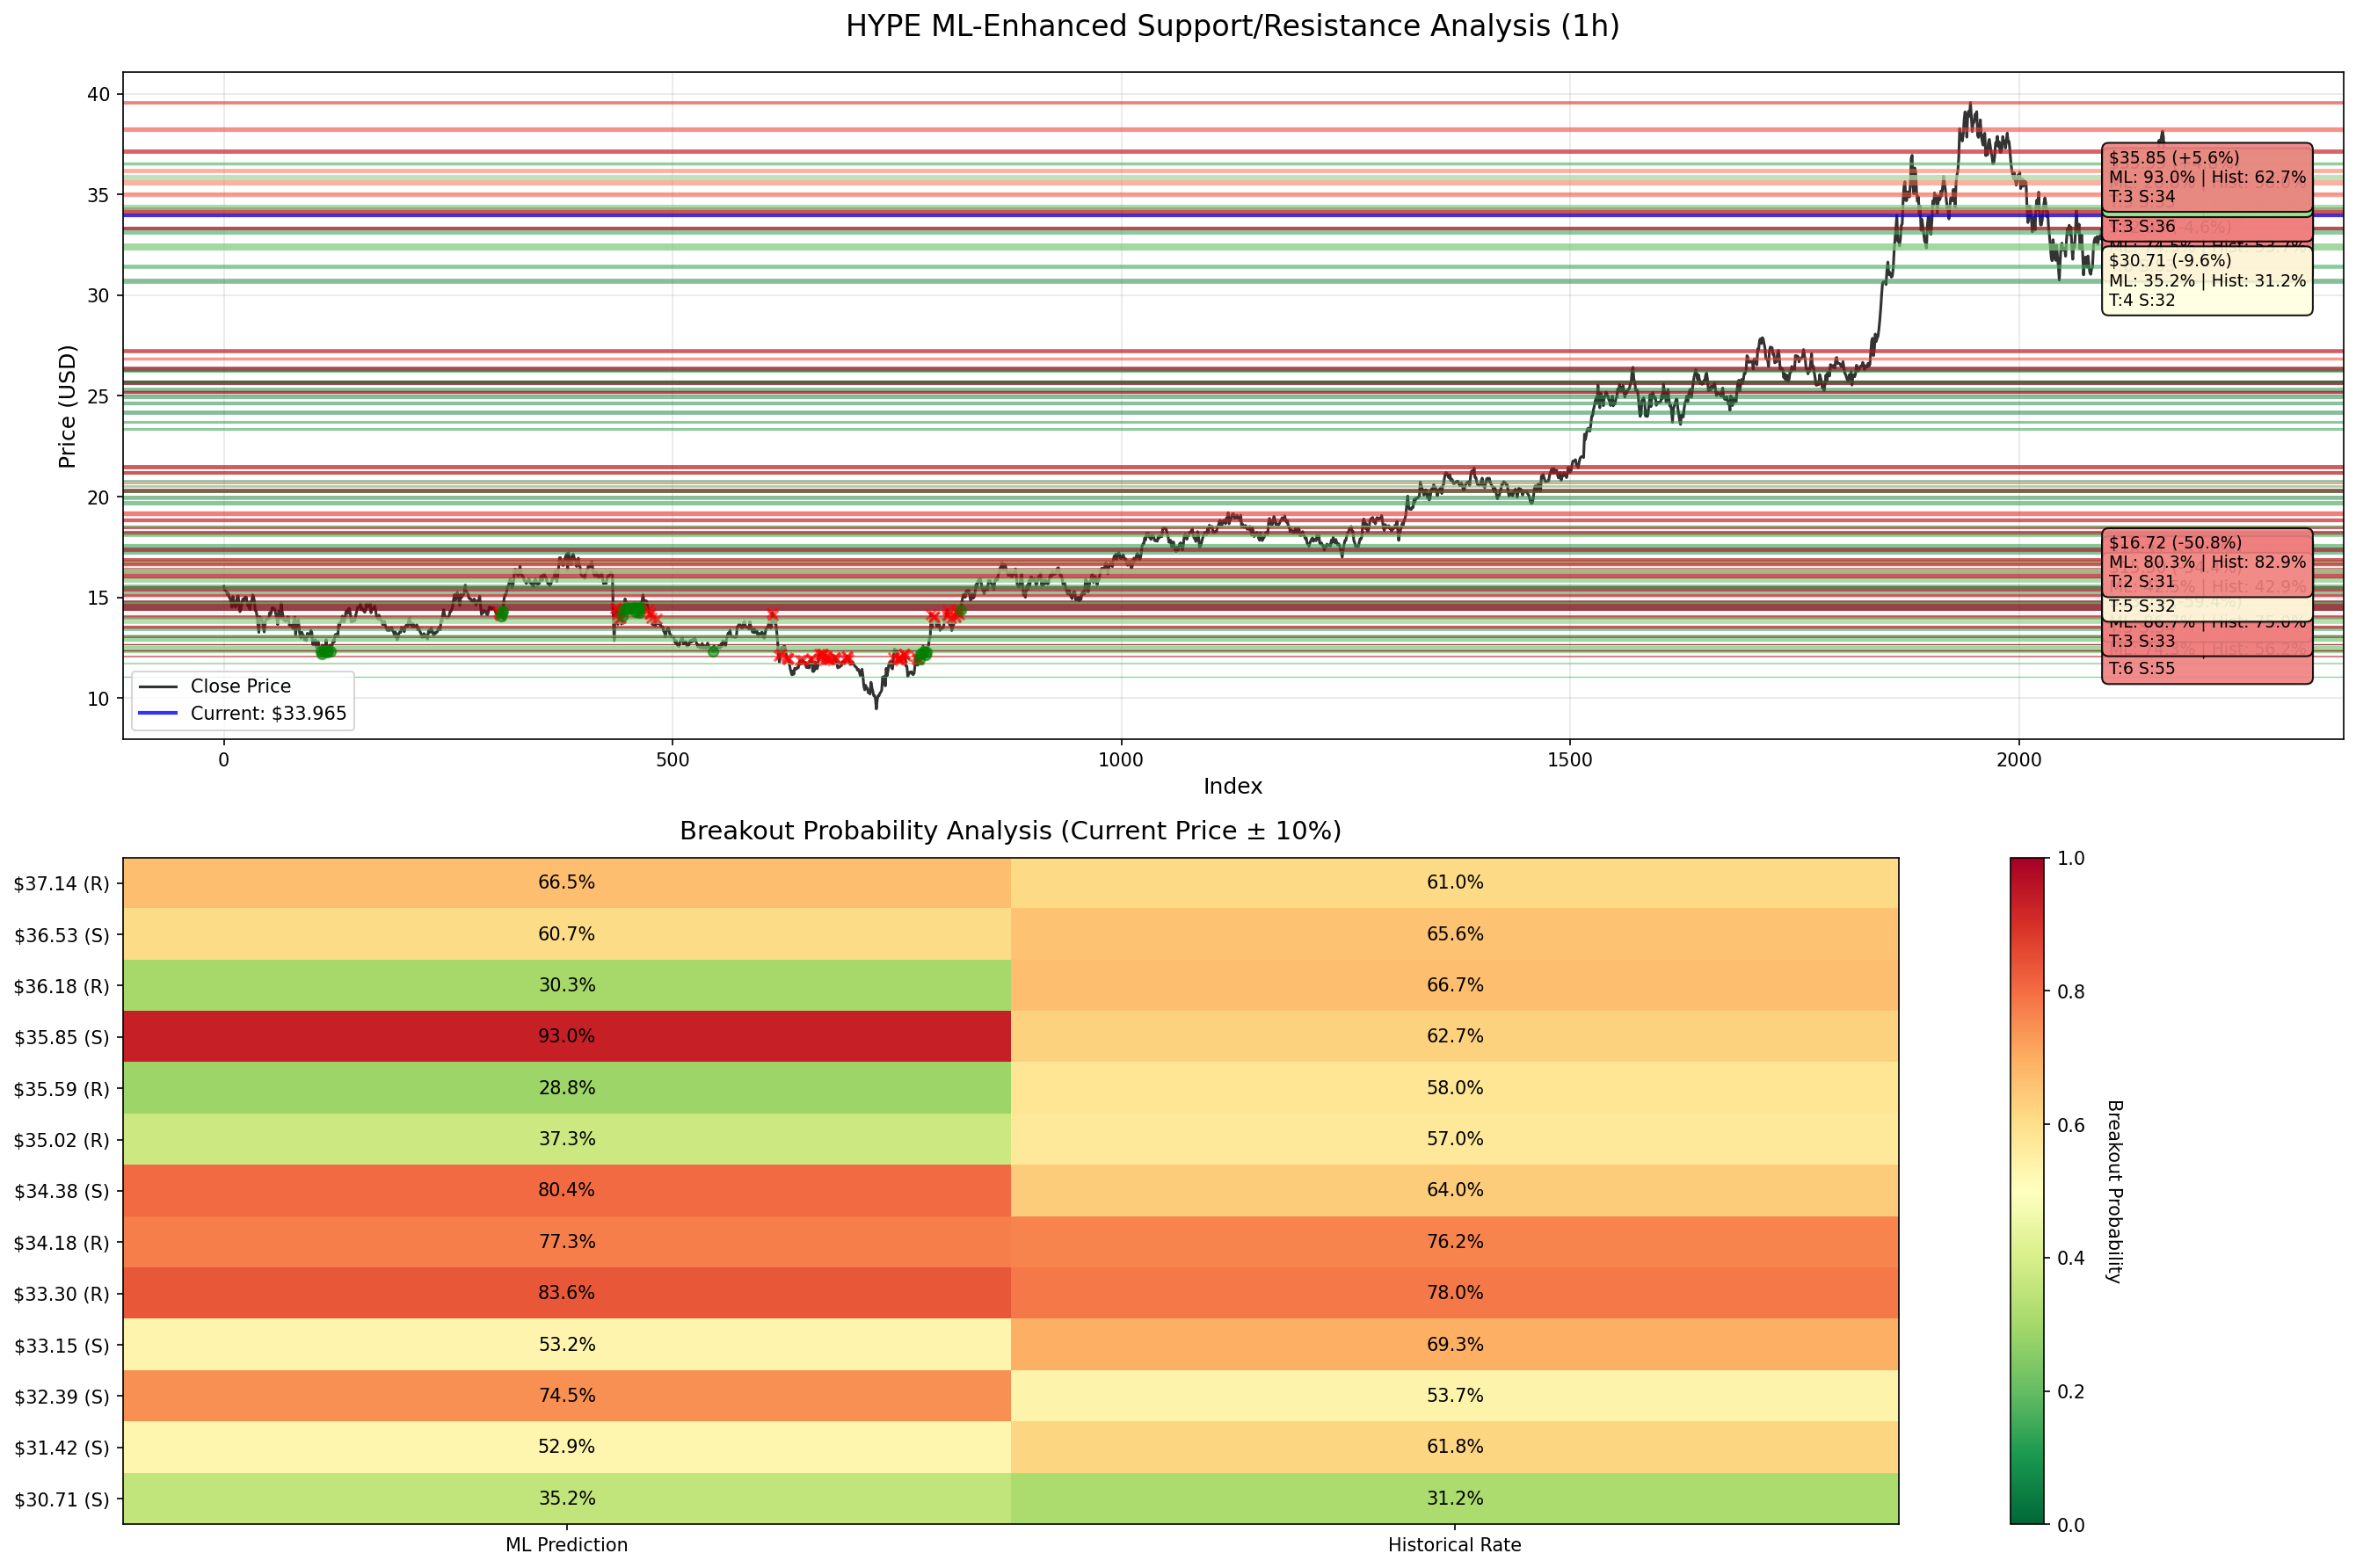 HYPE ML-Enhanced Support/Resistance Analysis (1h)
Price (USD)
40
35
30
25
20
15
10
$35.85 (+5.6%)
ML: 93.0% | Hist: 62.7%
T:3 S:34
T:3 S:36
$30.71 (-9.6%)
ML: 35.2% | Hist: 31.2%
T:4 S:32
$16.72 (-50.8%)
ML: 80.3% | Hist: 82.9%
T:2 S:31
T:5 S:32
T:3 S:33
T:6 S:55
Close Price
Current: $33.965
0
500
1000
1500
2000
Index
Breakout Probability Analysis (Current Price ± 10%)
$37.14 (R) 66.5% 61.0%
$36.53 (S) 60.7% 65.6%
$36.18 (R) 30.3% 66.7%
$35.85 (S) 93.0% 62.7%
$35.59 (R) 28.8% 58.0%
$35.02 (R) 37.3% 57.0%
$34.38 (S) 80.4% 64.0%
$34.18 (R) 77.3% 76.2%
$33.30 (R) 83.6% 78.0%
$33.15 (S) 53.2% 69.3%
$32.39 (S) 74.5% 53.7%
$31.42 (S) 52.9% 61.8%
$30.71 (S) 35.2% 31.2%
ML Prediction
Historical Rate
1.0
0.8
0.6
0.4
0.2
0.0
Breakout Probability